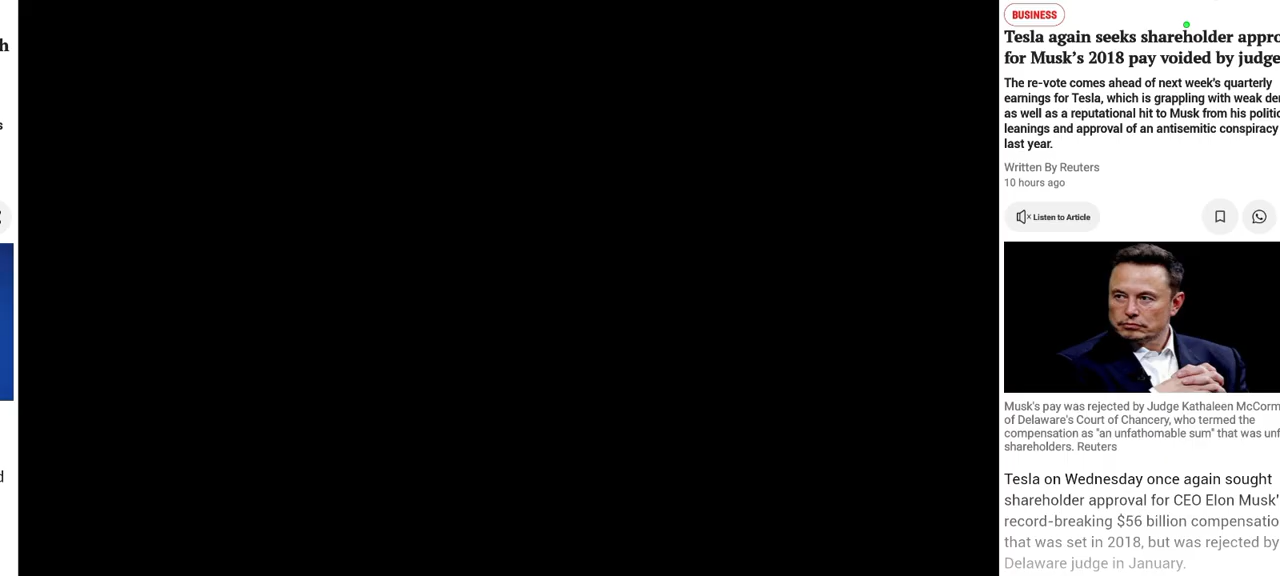 h
s
d
BUSINESS
Tesla again seeks shareholder appro
for Musk's 2018 pay voided by judge
The re-vote comes ahead of next week's quarterly
earnings for Tesla, which is grappling with weak de
as well as a reputational hit to Musk from his politic
leanings and approval of an antisemitic conspiracy
last year.
Written By Reuters
10 hours ago
Listen to Article
Musk's pay was rejected by Judge Kathaleen McCorm
of Delaware's Court of Chancery, who termed the
compensation as "an unfathomable sum" that was unf
shareholders. Reuters
Tesla on Wednesday once again sought
shareholder approval for CEO Elon Musk'
record-breaking $56 billion compensatio
that was set in 2018, but was rejected by
Delaware judge in January.